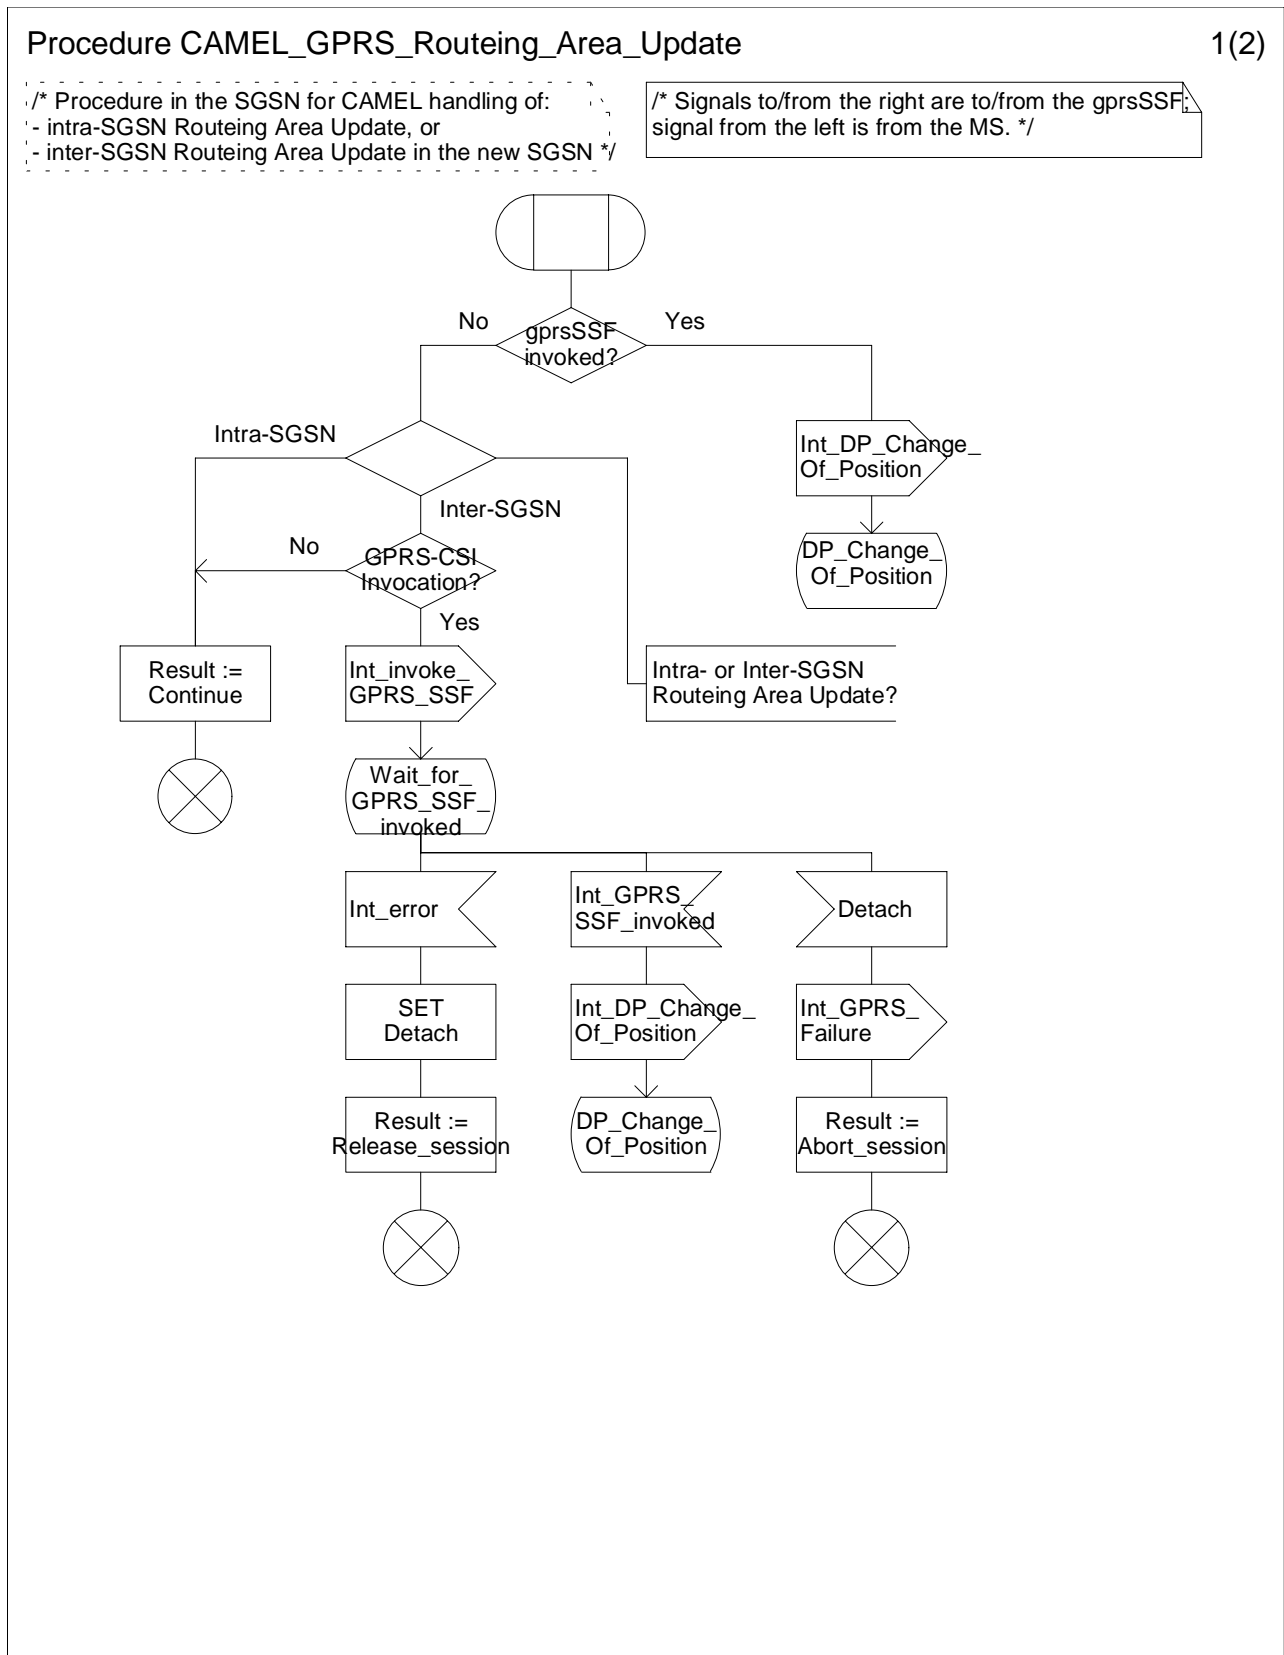 Procedure CAMEL_GPRS_Routeing_Area_Update
1(2)
/* Procedure in the SGSN for CAMEL handling of:
- intra-SGSN Routeing Area Update, or
- inter-SGSN Routeing Area Update in the new SGSN */
/* Signals to/from the right are to/from the gprsSSF;
signal from the left is from the MS. */
No
gprsSSF
invoked?
Yes
Intra-SGSN
Int_DP_Change_
Of_Position
Inter-SGSN
No
GPRS-CSI
Invocation?
DP_Change_
Of_Position
Yes
Result :=
Continue
Int_invoke_
GPRS_SSF
Intra- or Inter-SGSN
Routeing Area Update?
Wait_for_
GPRS_SSF_
invoked
Int_error
Int_GPRS_
SSF_invoked
Detach
SET
Detach
Int_DP_Change_
Of_Position
Int_GPRS_
Failure
Result :=
Release_session
DP_Change_
Of_Position
Result :=
Abort_session